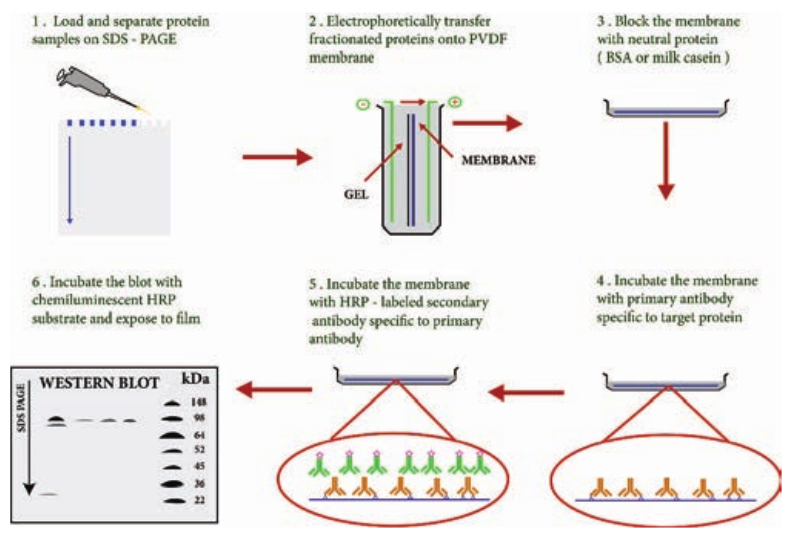 1 . Load and separate protein
samples on SDS - PAGE
2 . Electrophoretically transfer
fractionated proteins onto PVDF
membrane
3 . Block the membrane
with neutral protein
( BSA or milk casein )
-
+
GEL
MEMBRANE
6 . Incubate the blot with
chemiluminescent HRP
substrate and expose to film
5 . Incubate the membrane
with HRP - labeled secondary
antibody specific to primary
antibody
4 . Incubate the membrane
with primary antibody
specific to target protein
SDS PAGE
WESTERN BLOT
kDa
148
98
64
52
45
36
22